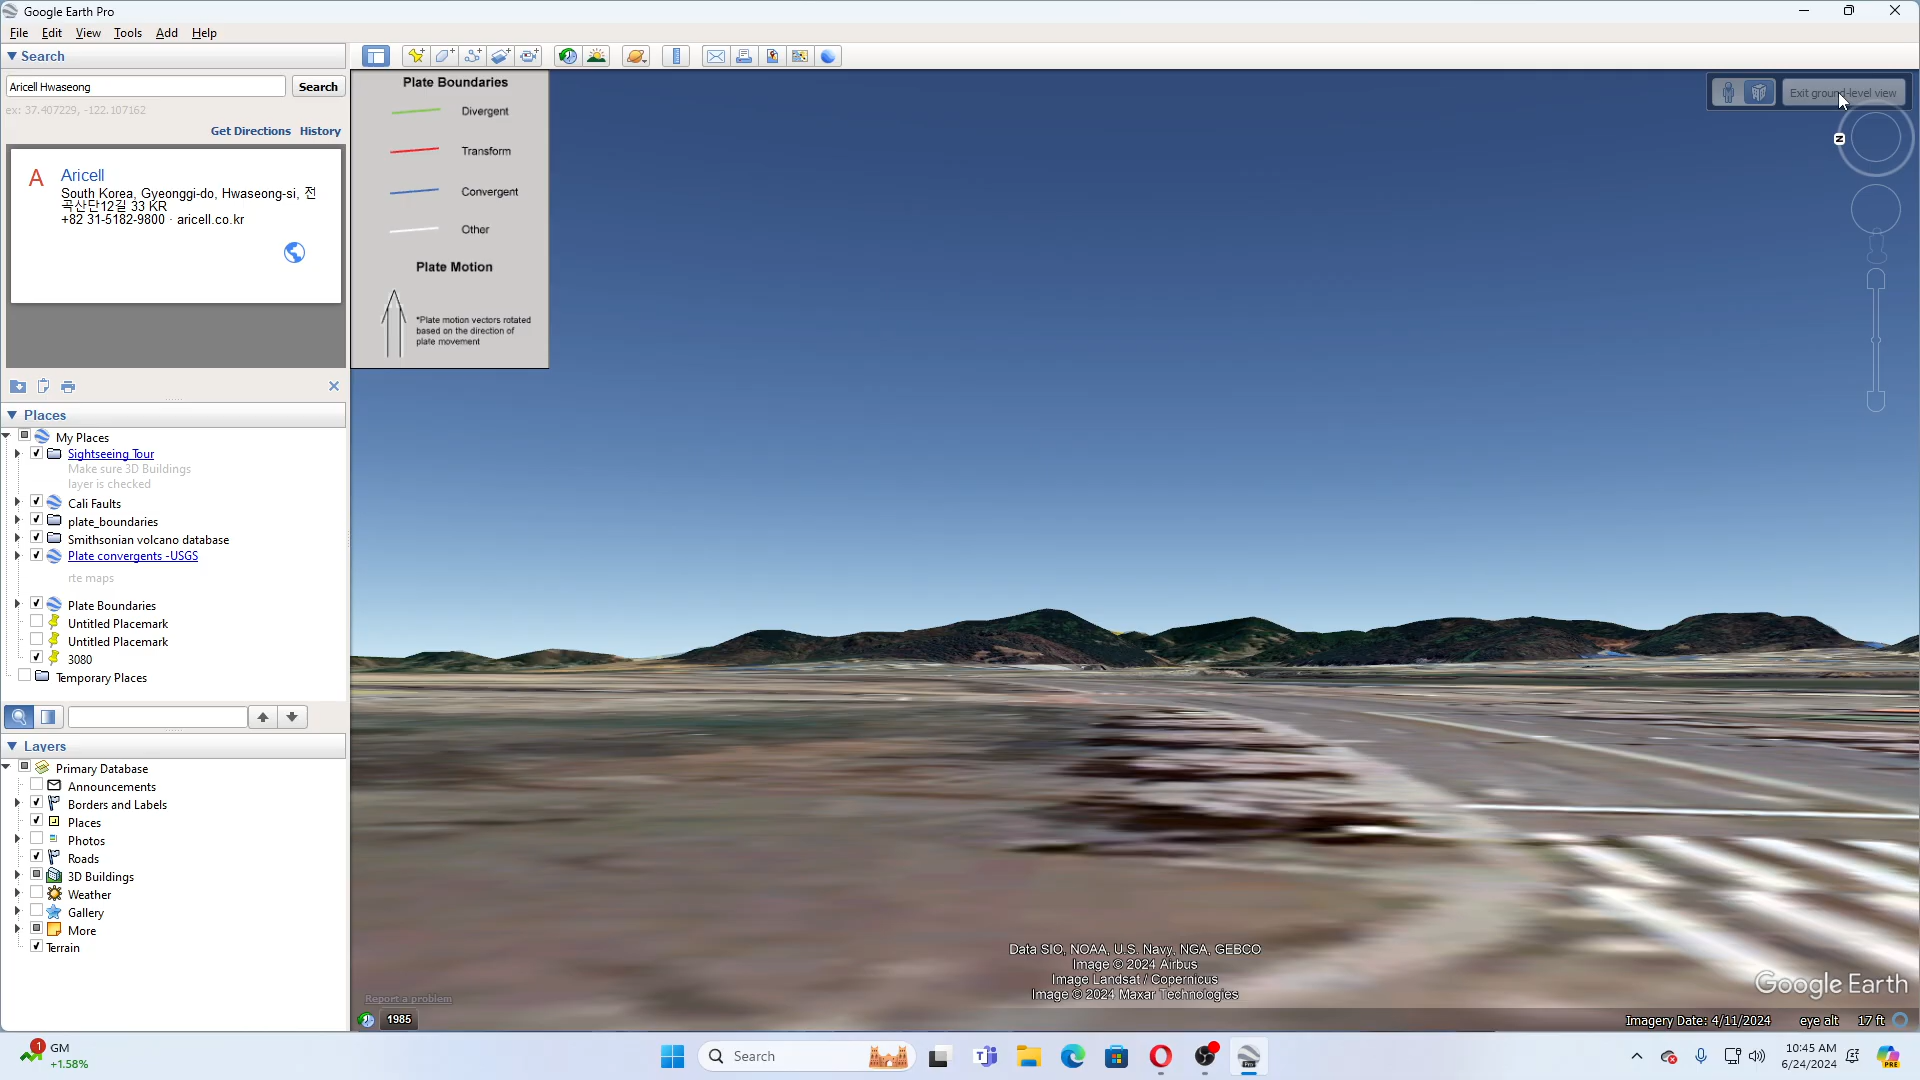 Google Earth Pro
File Edit View Tools Add Help
Search
Aricell Hwaseong
Search
ex: 37.407229, -122.107162
Get Directions History
A
Aricell
South Korea, Gyeonggi-do, Hwaseong-si, 전
곡산단12길 33 KR
+82 31-5182-9800 · aricell.co.kr
Places
My Places
Sightseeing Tour
Make sure 3D Buildings
layer is checked
Cali Faults
plate_boundaries
Smithsonian volcano database
Plate convergents -USGS
rte maps
Plate Boundaries
Untitled Placemark
Untitled Placemark
3080
Temporary Places
Layers
Primary Database
Announcements
Borders and Labels
Places
Photos
Roads
3D Buildings
Weather
Gallery
More
Terrain
Plate Boundaries
Divergent
Transform
Convergent
Other
Plate Motion
*Plate motion vectors rotated
based on the direction of
plate movement
Exit ground-level view
N
Data SIO, NOAA, U.S. Navy, NGA, GEBCO
Image © 2024 Airbus
Image Landsat / Copernicus
Image © 2024 Maxar Technologies
Google Earth
Report a problem
1985
Imagery Date: 4/11/2024 eye alt 17 ft
1
GM
+1.58%
Search
Pro
10:45 AM
6/24/2024
PRE